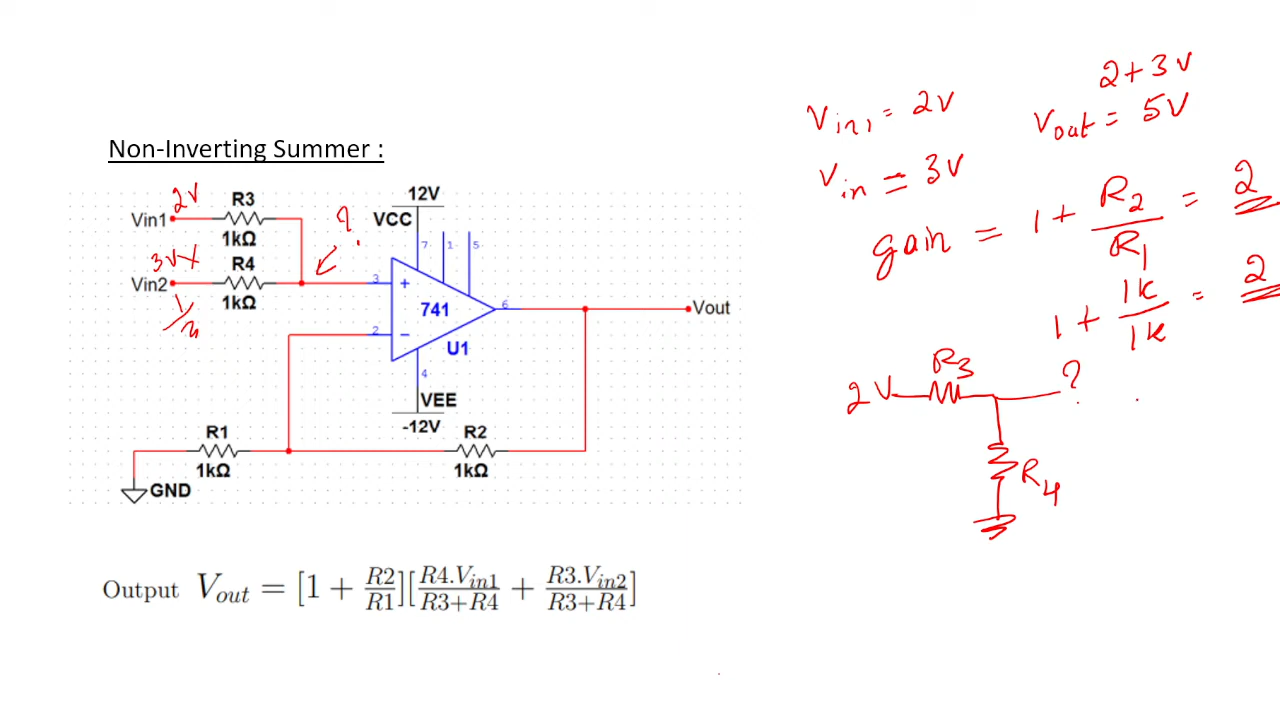 Non-Inverting Summer :
2V
Vin1
R3
1kΩ
3V
Vin2
R4
1kΩ
?
12V
VCC
7
1
5
3
+
741
6
Vout
2
−
U1
4
VEE
-12V
R1
1kΩ
R2
1kΩ
GND
Output V_out = [1 + R2/R1][R4.V_in1/R3+R4 + R3.V_in2/R3+R4]
2+3V
Vin1 = 2V
Vout = 5V
Vin = 3V
gain = 1 + R2/R1 = 2
1 + 1k/1k = 2
R3
2V
?
R4